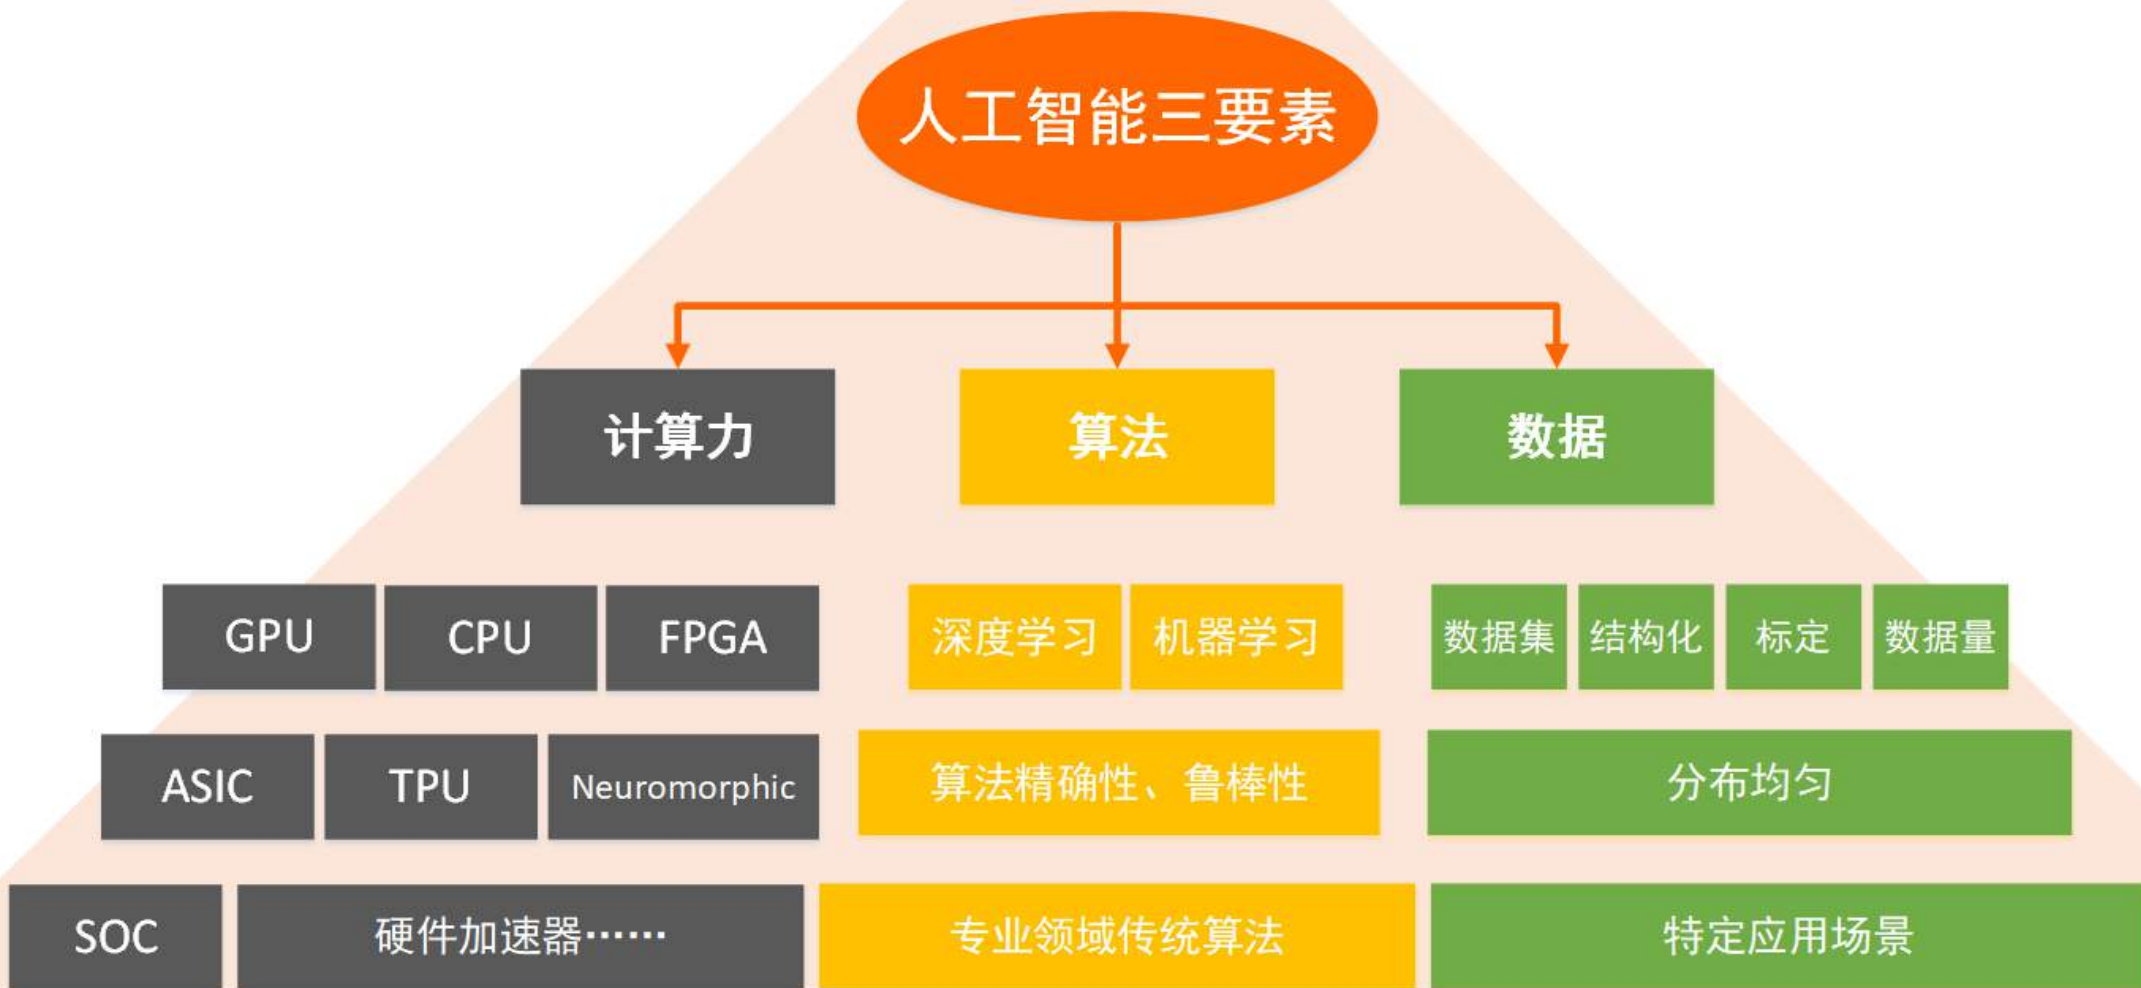 人工智能三要素
计算力
算法
数据
GPU
CPU
FPGA
深度学习
机器学习
数据集
结构化
标定
数据量
ASIC
TPU
Neuromorphic
算法精确性、鲁棒性
分布均匀
SOC
硬件加速器……
专业领域传统算法
特定应用场景